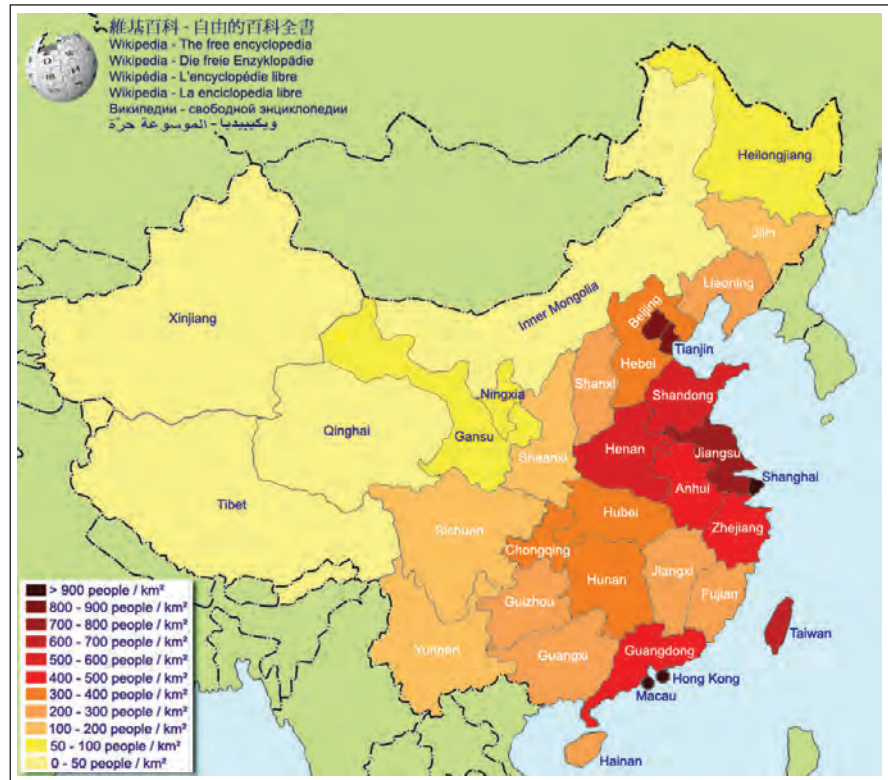 維基百科 - 自由的百科全書
Wikipedia - The free encyclopedia
Wikipedia - Die freie Enzyklopädie
Wikipédia - L'encyclopédie libre
Wikipedia - La enciclopedia libre
Википедии - свободной энциклопедии
ويكيبيديا - الموسوعة حرّة
Heilongjiang
Jilin
Liaoning
Xinjiang
Inner Mongolia
Beijing
Tianjin
Hebei
Shanxi
Shandong
Ningxia
Qinghai
Gansu
Shaanxi
Henan
Jiangsu
Shanghai
Anhui
Tibet
Sichuan
Hubei
Zhejiang
Chongqing
Hunan
Jiangxi
Guizhou
Fujian
Yunnan
Guangxi
Guangdong
Taiwan
Hong Kong
Macau
Hainan
> 900 people / km²
800 - 900 people / km²
700 - 800 people / km²
600 - 700 people / km²
500 - 600 people / km²
400 - 500 people / km²
300 - 400 people / km²
200 - 300 people / km²
100 - 200 people / km²
50 - 100 people / km²
0 - 50 people / km²